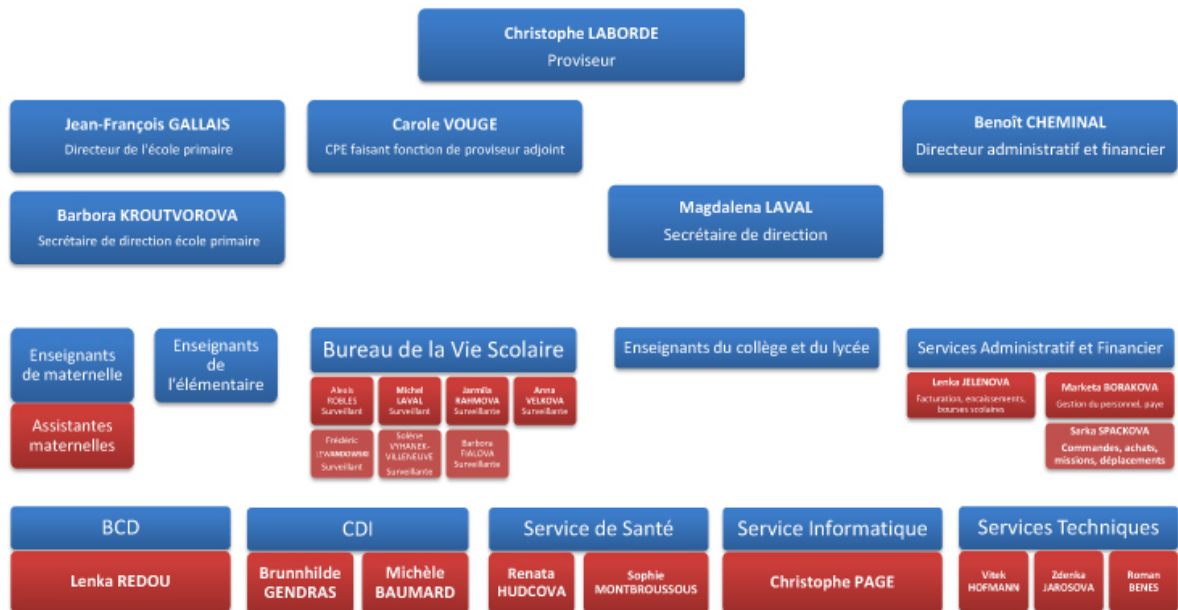 Christophe LABORDE
Proviseur
Jean-François GALLAIS
Directeur de l'école primaire
Carole VOUGE
CPE faisant fonction de proviseur adjoint
Benoît CHEMINAL
Directeur administratif et financier
Barbora KROUTVOROVA
Secrétaire de direction école primaire
Magdalena LAVAL
Secrétaire de direction
Enseignants
de maternelle
Assistantes
maternelles
Enseignants
de
l'élémentaire
Bureau de la Vie Scolaire
Alexis
ROBLES
Surveillant
Michel
LAVAL
Surveillant
Jarmila
RAHMOVA
Surveillante
Anna
VELKOVA
Surveillante
Frédéric
LEWANDOWSKI
Surveillant
Solène
VYHANEK-
VILLENEUVE
Surveillante
Barbora
FIALOVA
Surveillante
Enseignants du collège et du lycée
Services Administratif et Financier
Lenka JELENOVA
Facturation, encaissements,
bourses scolaires
Marketa BORAKOVA
Gestion du personnel, paye
Sarka SPACKOVA
Commandes, achats,
missions, déplacements
BCD
Lenka REDOU
CDI
Brunnhilde
GENDRAS
Michèle
BAUMARD
Service de Santé
Renata
HUDCOVA
Sophie
MONTBROUSSOUS
Service Informatique
Christophe PAGE
Services Techniques
Vitek
HOFMANN
Zdenka
JAROSOVA
Roman
BENES